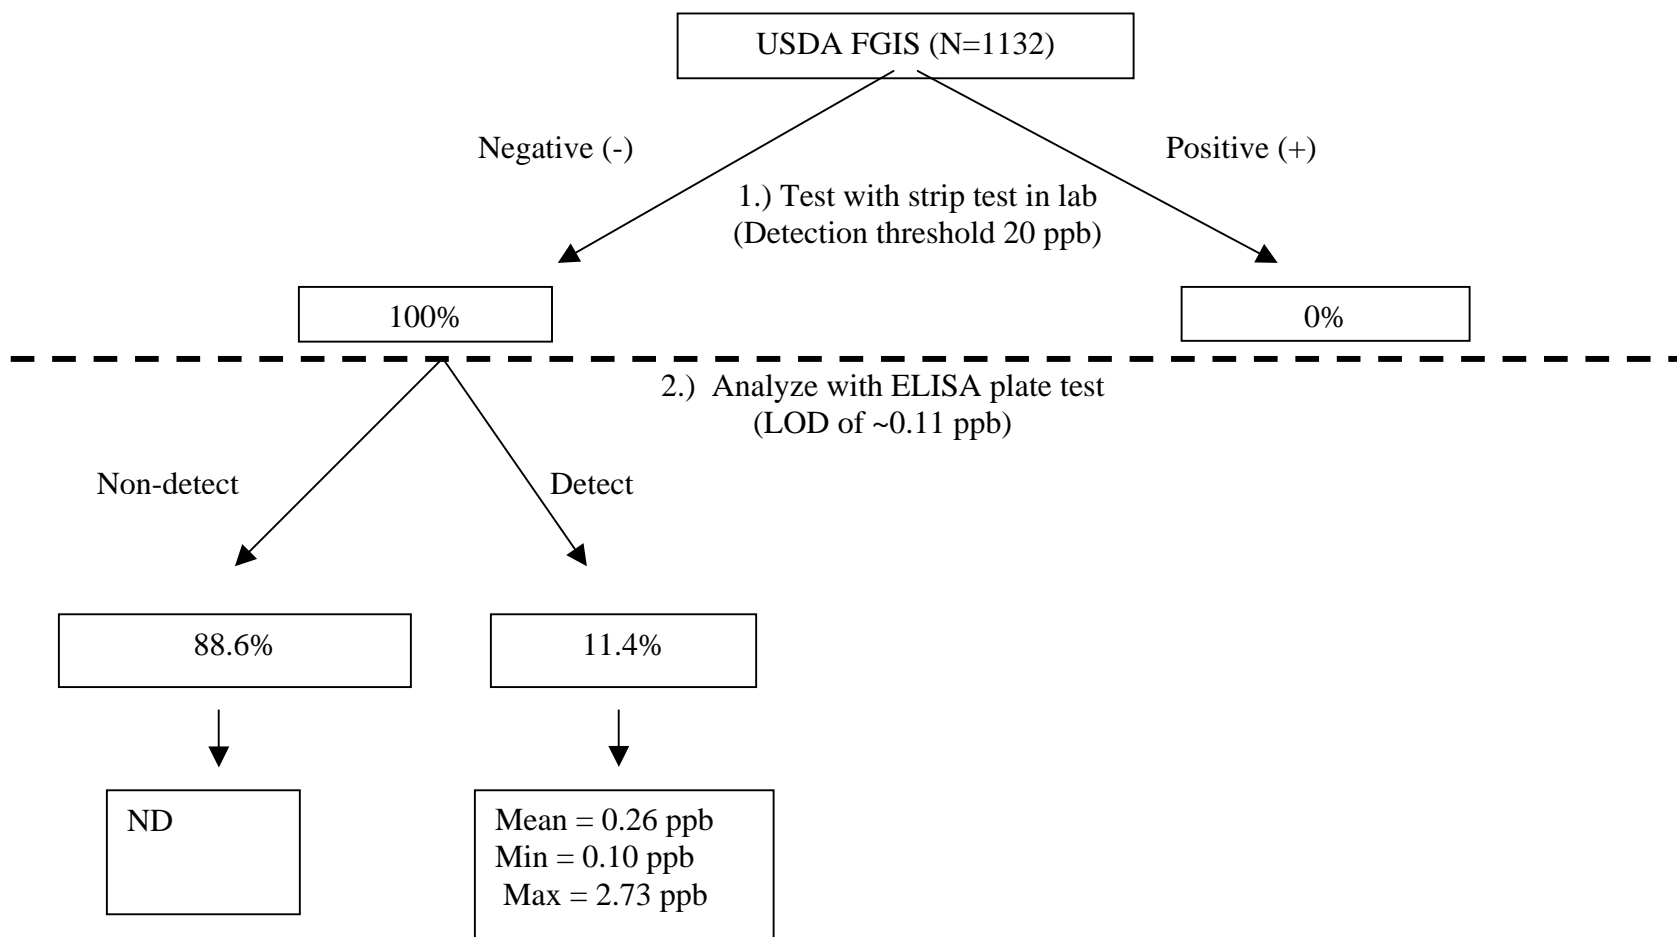 USDA FGIS (N=1132)
Negative (-)
Positive (+)
1.) Test with strip test in lab
(Detection threshold 20 ppb)
100%
0%
2.) Analyze with ELISA plate test
(LOD of ~0.11 ppb)
Non-detect
Detect
88.6%
11.4%
ND
Mean = 0.26 ppb
Min = 0.10 ppb
Max = 2.73 ppb